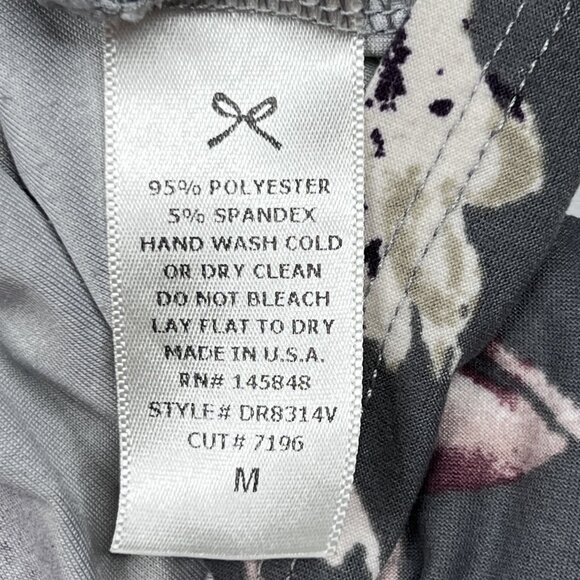 95% POLYESTER
5% SPANDEX
HAND WASH COLD
OR DRY CLEAN
DO NOT BLEACH
LAY FLAT TO DRY
MADE IN U.S.A.
RN# 145848
STYLE# DR8314V
CUT# 7196
M